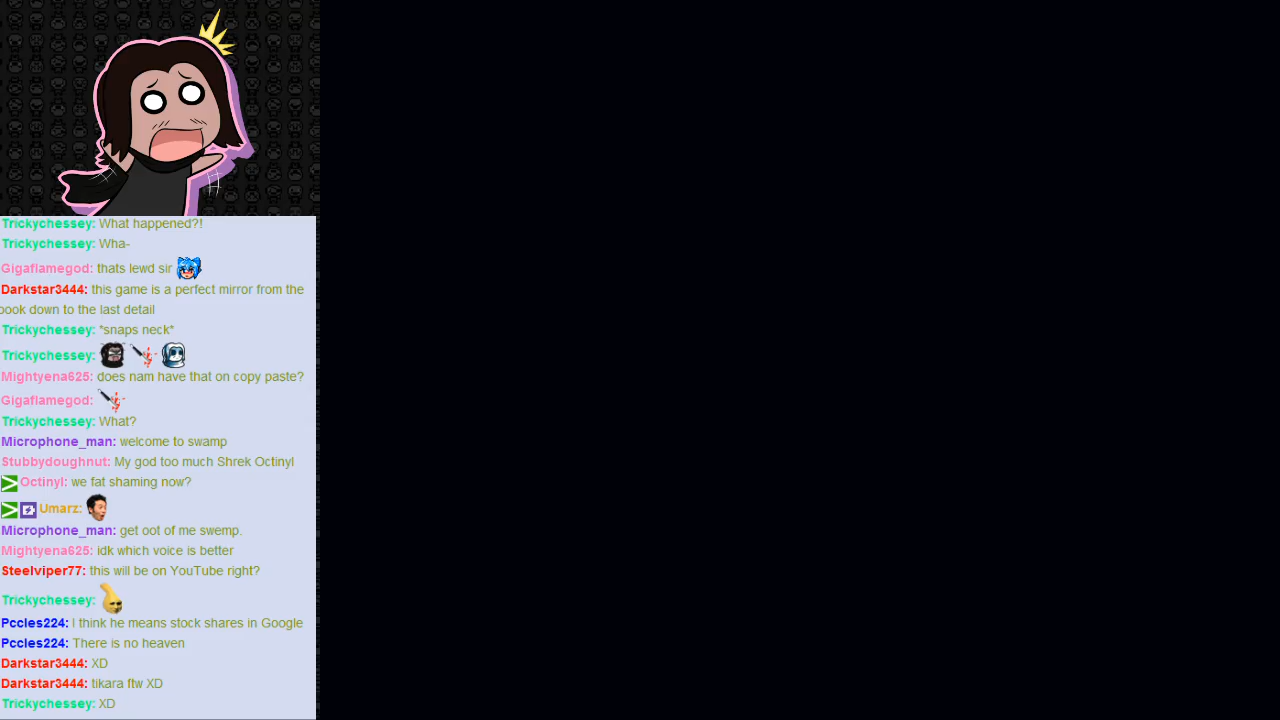 Trickychessey: What happened?!
Trickychessey: Wha-
Gigaflamegod: thats lewd sir
Darkstar3444: this game is a perfect mirror from the
book down to the last detail
Trickychessey: *snaps neck*
Trickychessey:
Mightyena625: does nam have that on copy paste?
Gigaflamegod:
Trickychessey: What?
Microphone_man: welcome to swamp
Stubbydoughnut: My god too much Shrek Octinyl
Octinyl: we fat shaming now?
Umarz:
Microphone_man: get oot of me swemp.
Mightyena625: idk which voice is better
Steelviper77: this will be on YouTube right?
Trickychessey:
Pccles224: I think he means stock shares in Google
Pccles224: There is no heaven
Darkstar3444: XD
Darkstar3444: tikara ftw XD
Trickychessey: XD